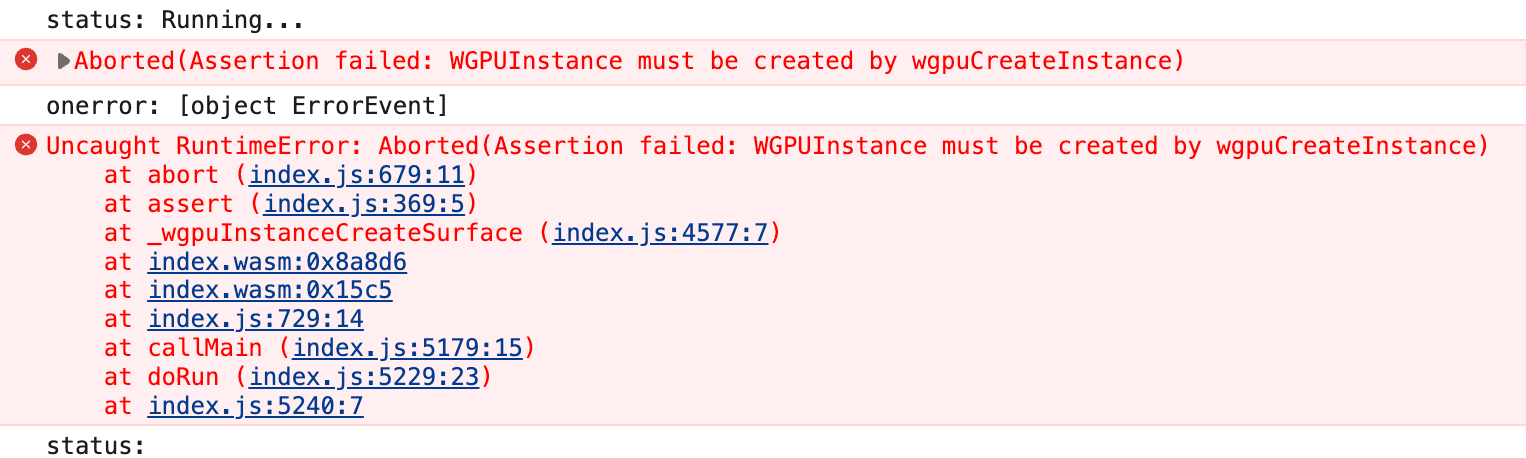 status: Running...
Aborted(Assertion failed: WGPUInstance must be created by wgpuCreateInstance)
onerror: [object ErrorEvent]
Uncaught RuntimeError: Aborted(Assertion failed: WGPUInstance must be created by wgpuCreateInstance)
at abort (index.js:679:11)
at assert (index.js:369:5)
at _wgpuInstanceCreateSurface (index.js:4577:7)
at index.wasm:0x8a8d6
at index.wasm:0x15c5
at index.js:729:14
at callMain (index.js:5179:15)
at doRun (index.js:5229:23)
at index.js:5240:7
status: